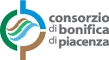 consorzio
di bonifica
di piacenza